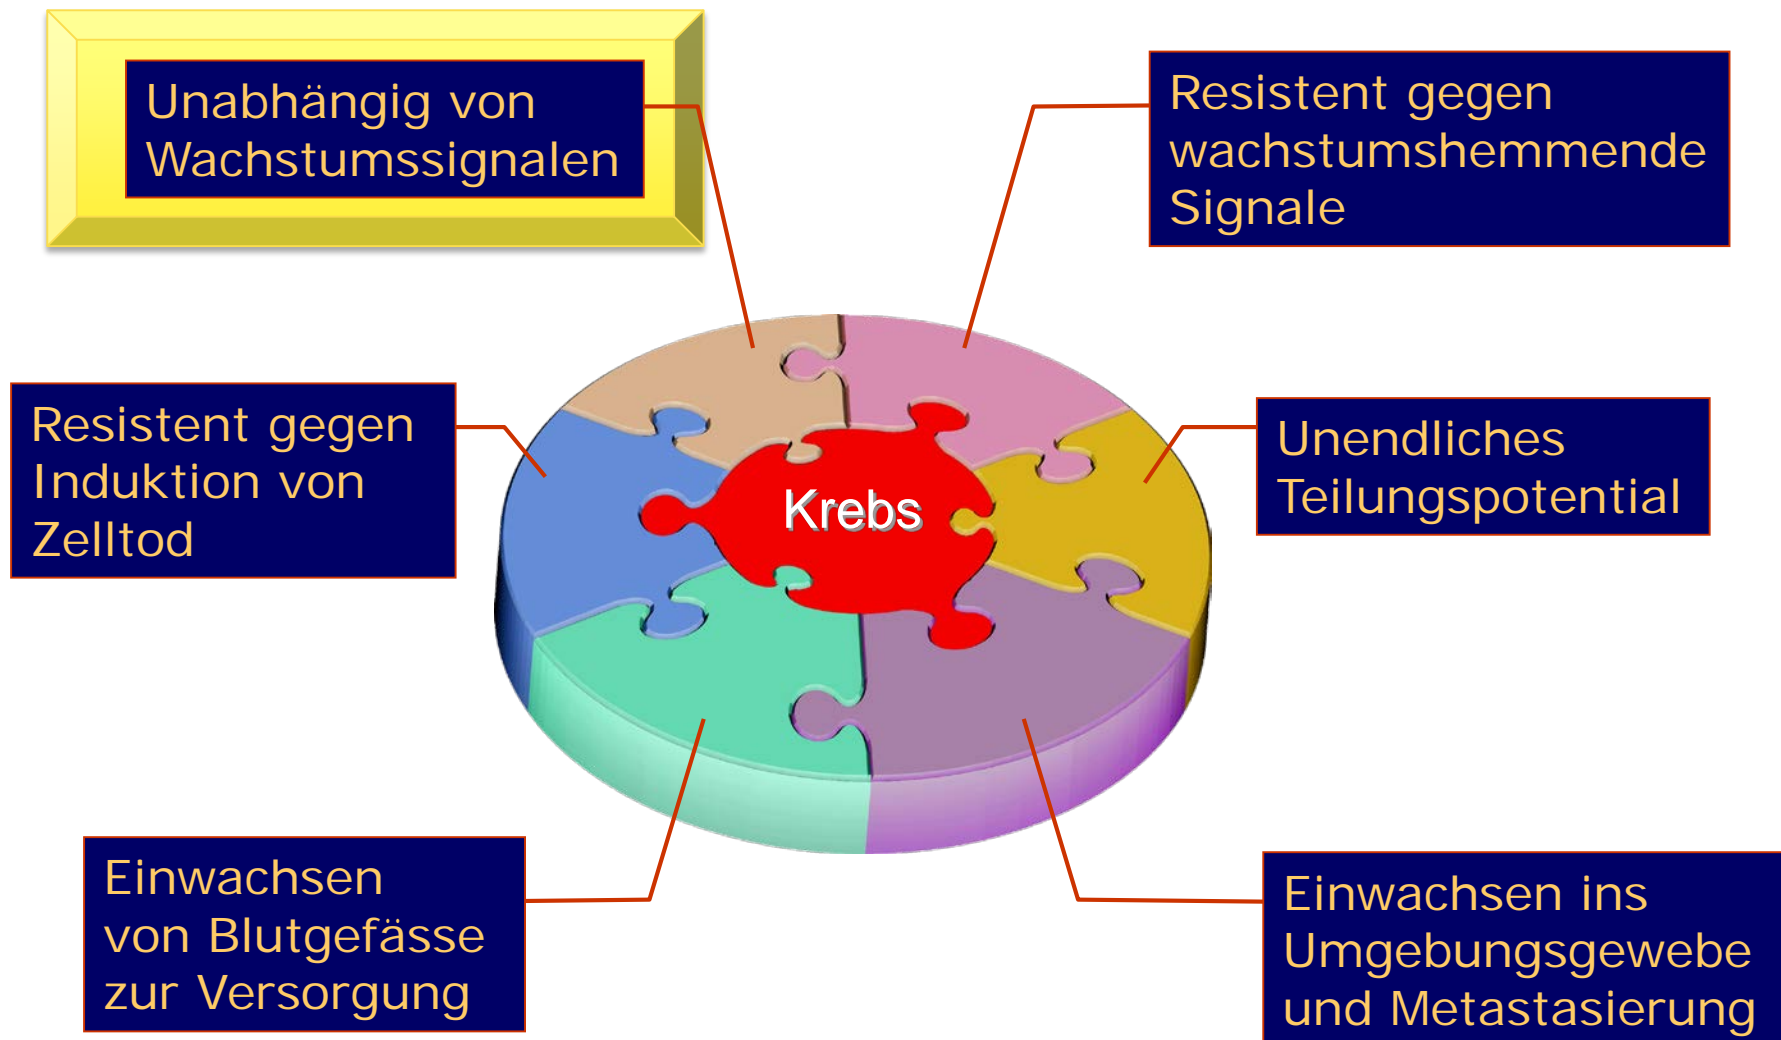 Unabhängig von
Wachstumssignalen
Resistent gegen
wachstumshemmende
Signale
Resistent gegen
Induktion von
Zelltod
Krebs
Unendliches
Teilungspotential
Einwachsen
von Blutgefässe
zur Versorgung
Einwachsen ins
Umgebungsgewebe
und Metastasierung